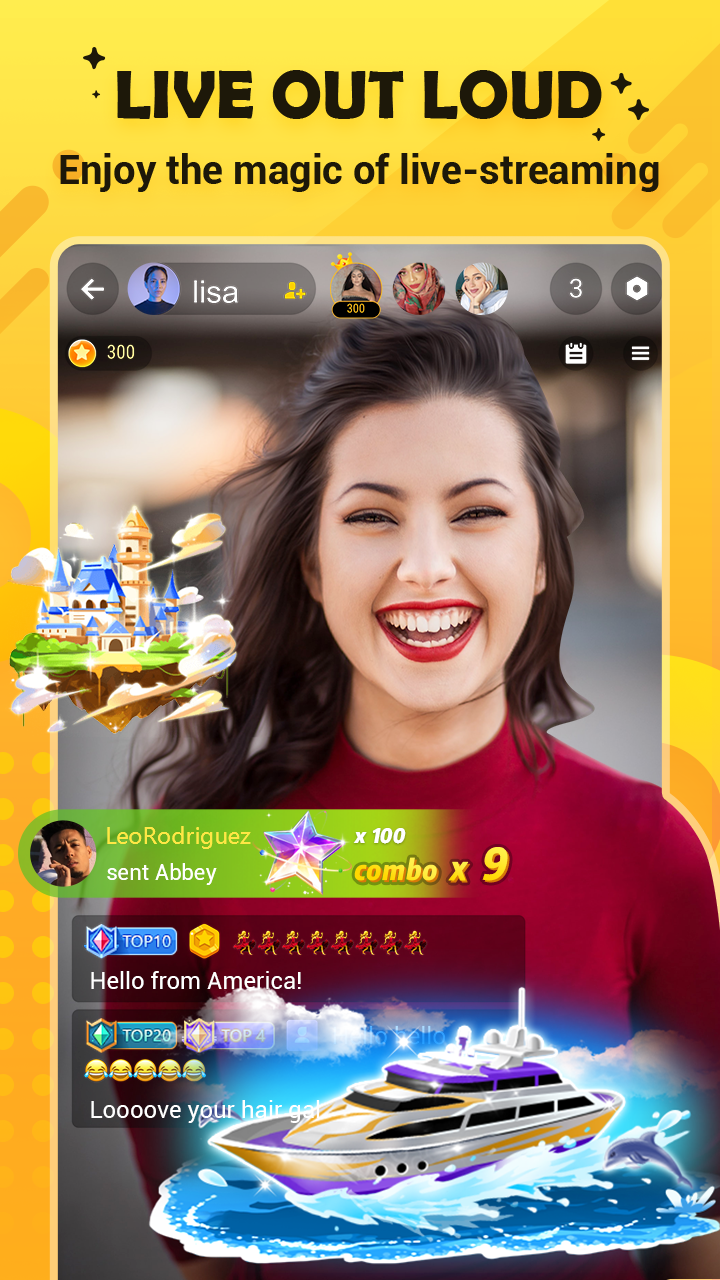 LIVE OUT LOUD
Enjoy the magic of live-streaming
lisa
300
3
300
LeoRodriguez
x 100
sent Abbey
combo x 9
TOP10
Hello from America!
TOP20
TOP 4
hello
Loooove your hair gal